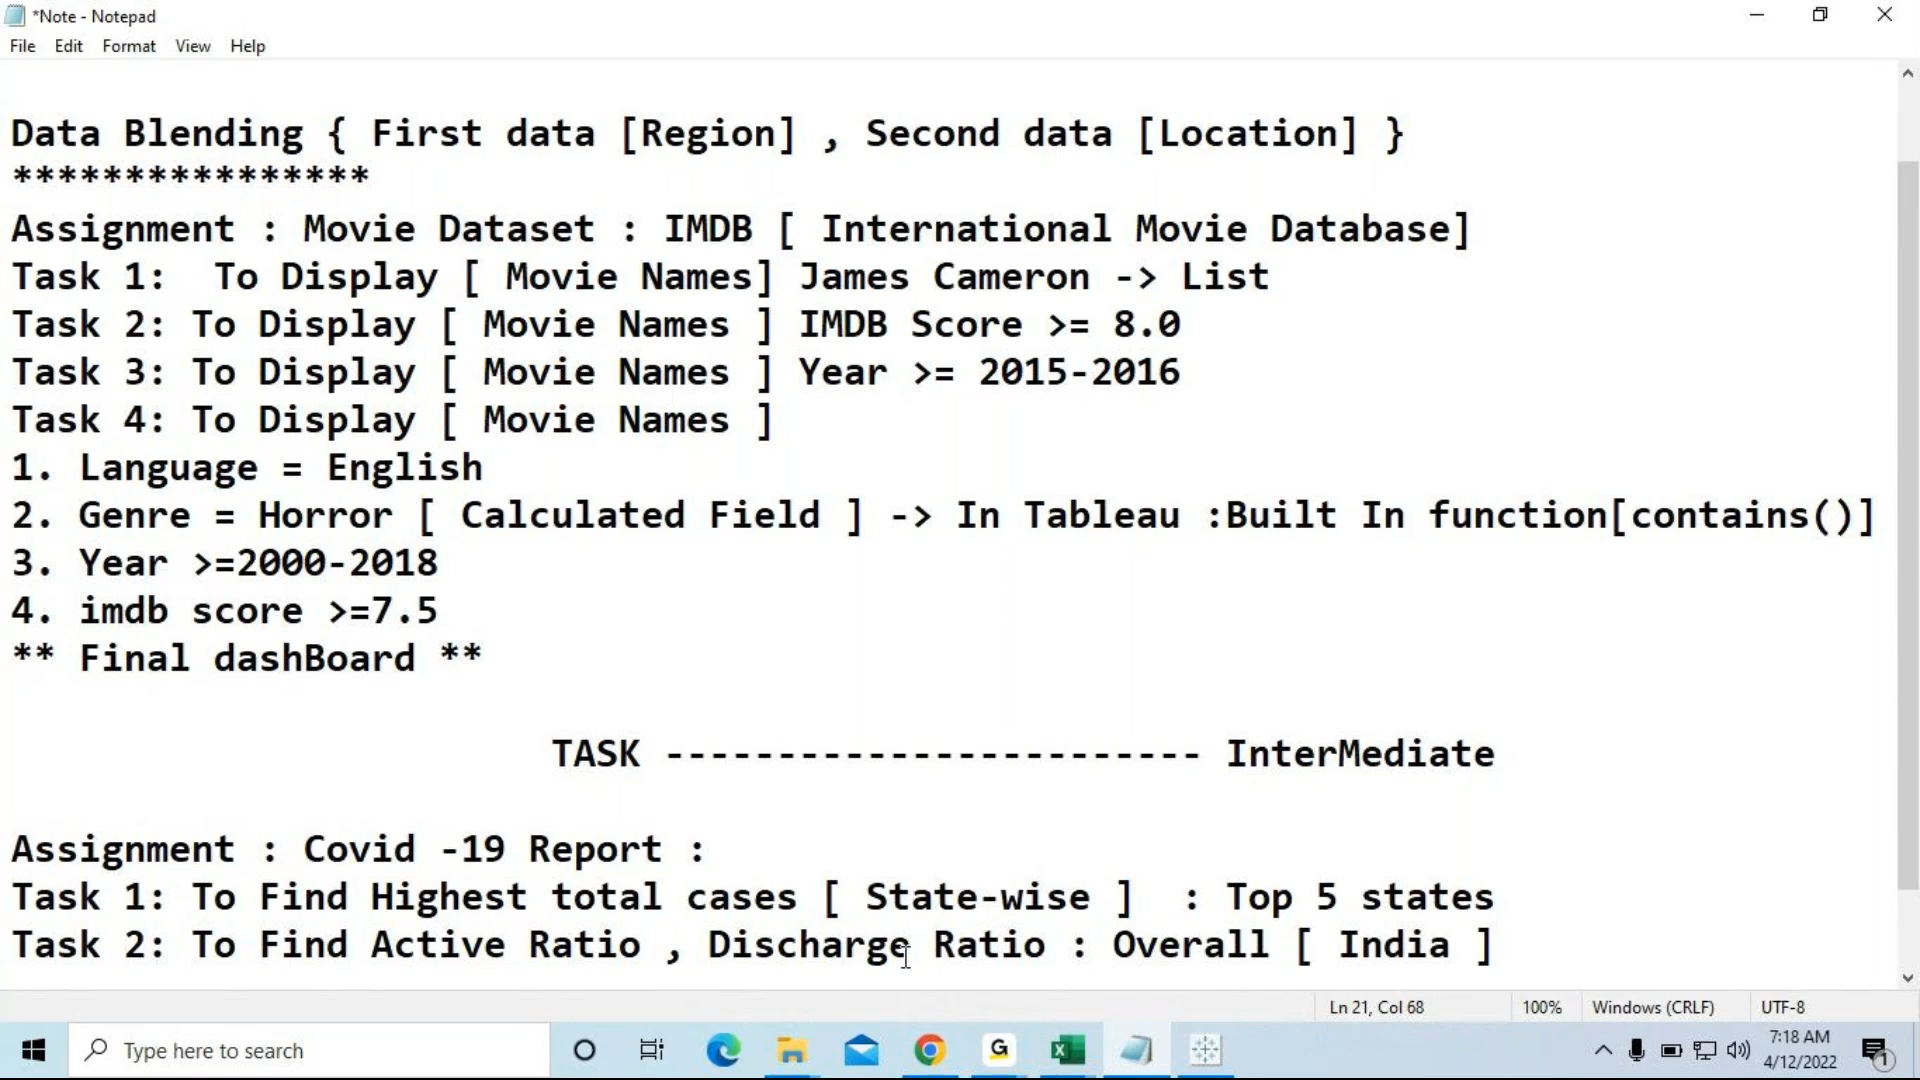 *Note - Notepad
File Edit Format View Help
Data Blending { First data [Region] , Second data [Location] }
****************
Assignment : Movie Dataset : IMDB [ International Movie Database]
Task 1:  To Display [ Movie Names] James Cameron -> List
Task 2: To Display [ Movie Names ] IMDB Score >= 8.0
Task 3: To Display [ Movie Names ] Year >= 2015-2016
Task 4: To Display [ Movie Names ]
1. Language = English
2. Genre = Horror [ Calculated Field ] -> In Tableau :Built In function[contains()]
3. Year >=2000-2018
4. imdb score >=7.5
** Final dashBoard **
TASK ------------------------ InterMediate
Assignment : Covid -19 Report :
Task 1: To Find Highest total cases [ State-wise ]  : Top 5 states
Task 2: To Find Active Ratio , Discharge Ratio : Overall [ India ]
Ln 21, Col 68 100% Windows (CRLF) UTF-8
Type here to search
G
7:18 AM
4/12/2022
1